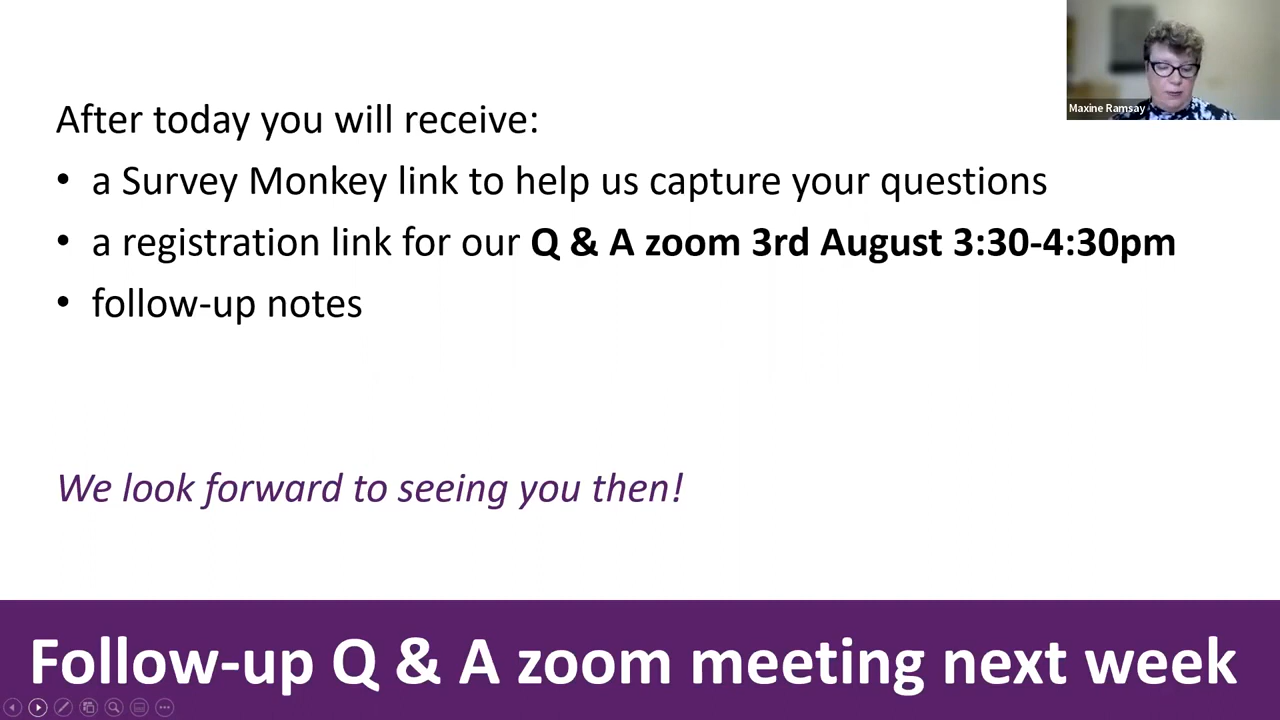 After today you will receive:
• a Survey Monkey link to help us capture your questions
• a registration link for our Q & A zoom 3rd August 3:30-4:30pm
• follow-up notes
We look forward to seeing you then!
Follow-up Q & A zoom meeting next week
Maxine Ramsay